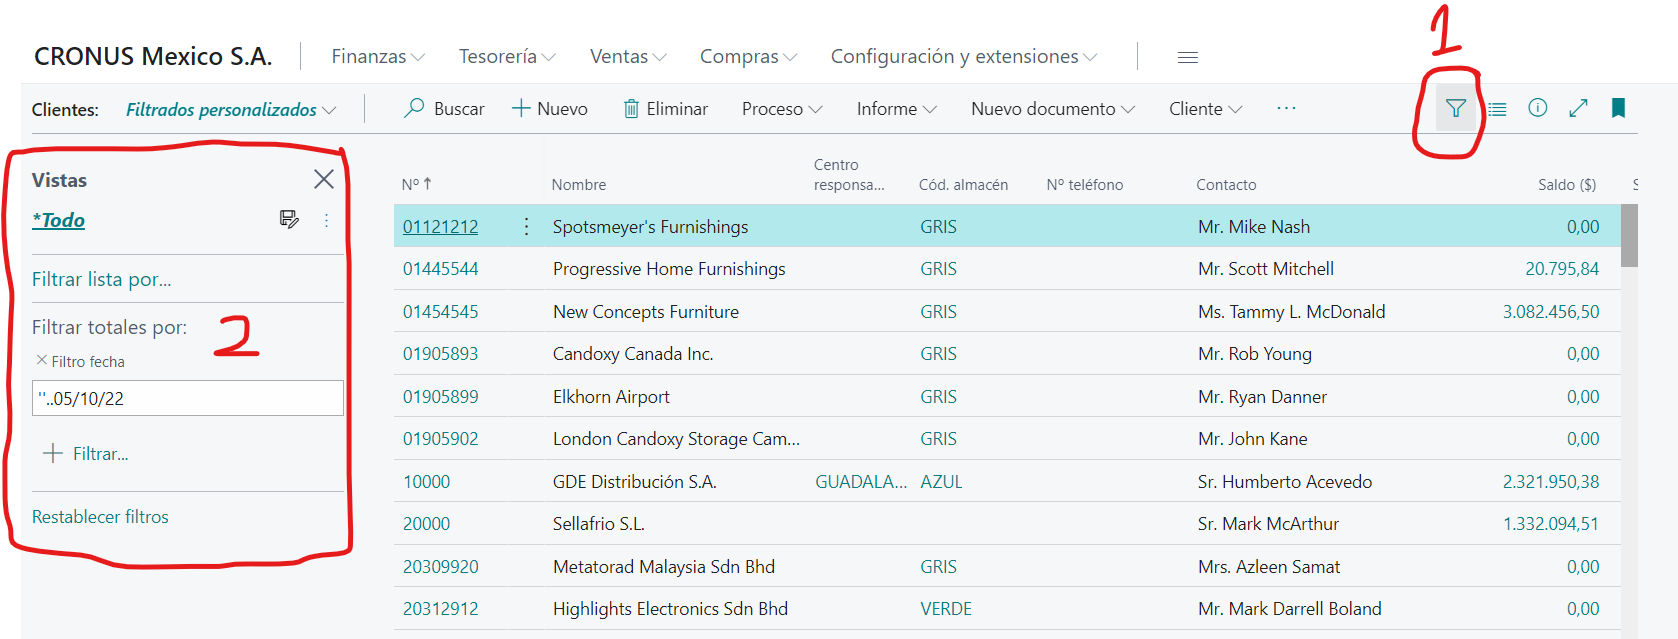 1
CRONUS Mexico S.A. Finanzas Tesorería Ventas Compras Configuración y extensiones
Clientes: Filtrados personalizados Buscar Nuevo Eliminar Proceso Informe Nuevo documento Cliente ...
Vistas
*Todo
Filtrar lista por...
Filtrar totales por: 2
× Filtro fecha
''..05/10/22
+ Filtrar...
Restablecer filtros
Nº ↑ Nombre Centro responsa... Cód. almacén Nº teléfono Contacto Saldo ($) S
01121212 Spotsmeyer's Furnishings GRIS Mr. Mike Nash 0,00
01445544 Progressive Home Furnishings GRIS Mr. Scott Mitchell 20.795,84
01454545 New Concepts Furniture GRIS Ms. Tammy L. McDonald 3.082.456,50
01905893 Candoxy Canada Inc. GRIS Mr. Rob Young 0,00
01905899 Elkhorn Airport GRIS Mr. Ryan Danner 0,00
01905902 London Candoxy Storage Cam... GRIS Mr. John Kane 0,00
10000 GDE Distribución S.A. GUADALA... AZUL Sr. Humberto Acevedo 2.321.950,38
20000 Sellafrio S.L. Sr. Mark McArthur 1.332.094,51
20309920 Metatorad Malaysia Sdn Bhd GRIS Mrs. Azleen Samat 0,00
20312912 Highlights Electronics Sdn Bhd VERDE Mr. Mark Darrell Boland 0,00